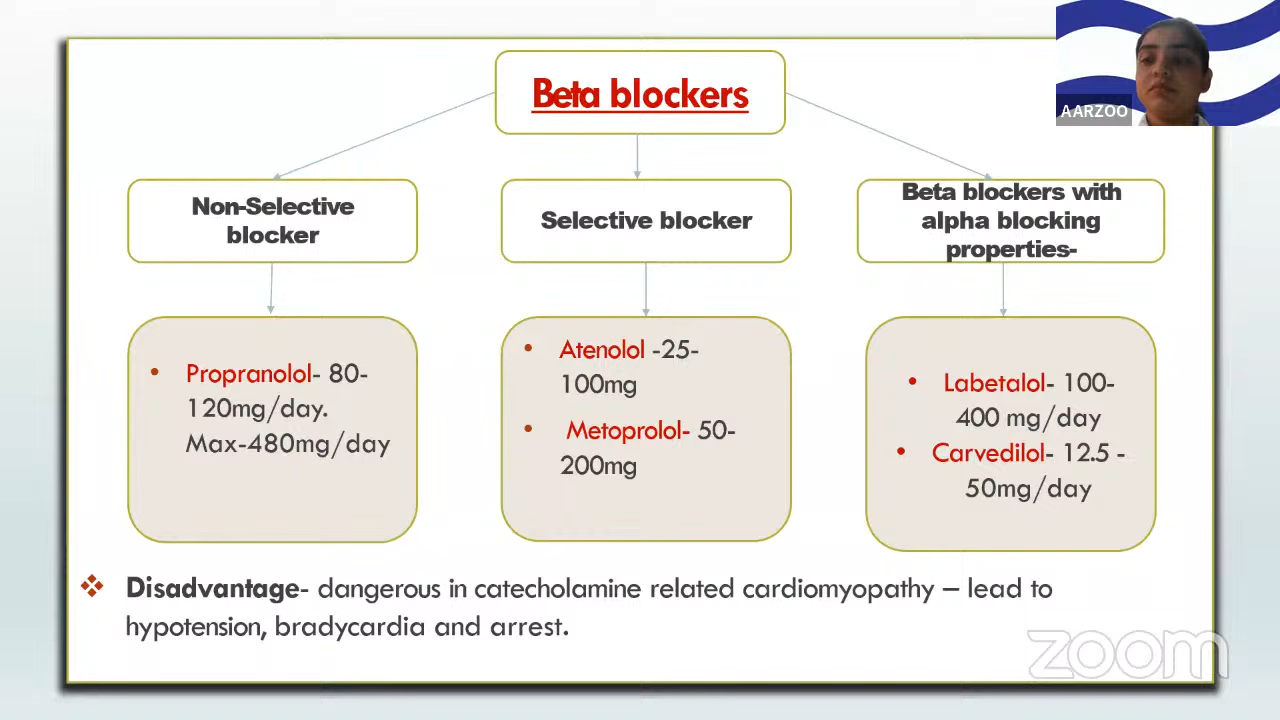 Beta blockers
AARZOO
Non-Selective
blocker
Selective blocker
Beta blockers with
alpha blocking
properties-
• Propranolol- 80-
120mg/day.
Max-480mg/day
• Atenolol -25-
100mg
• Metoprolol- 50-
200mg
• Labetalol- 100-
400 mg/day
• Carvedilol- 12.5 -
50mg/day
❖ Disadvantage- dangerous in catecholamine related cardiomyopathy – lead to
hypotension, bradycardia and arrest.
zoom